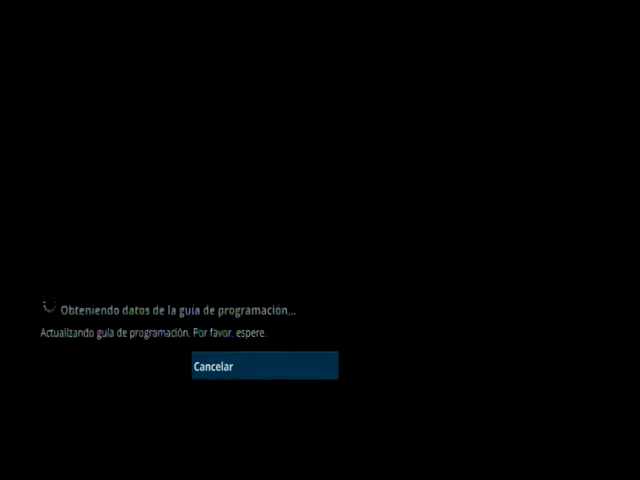 Obteniendo datos de la guía de programación...
Actualizando guía de programación. Por favor, espere.
Cancelar